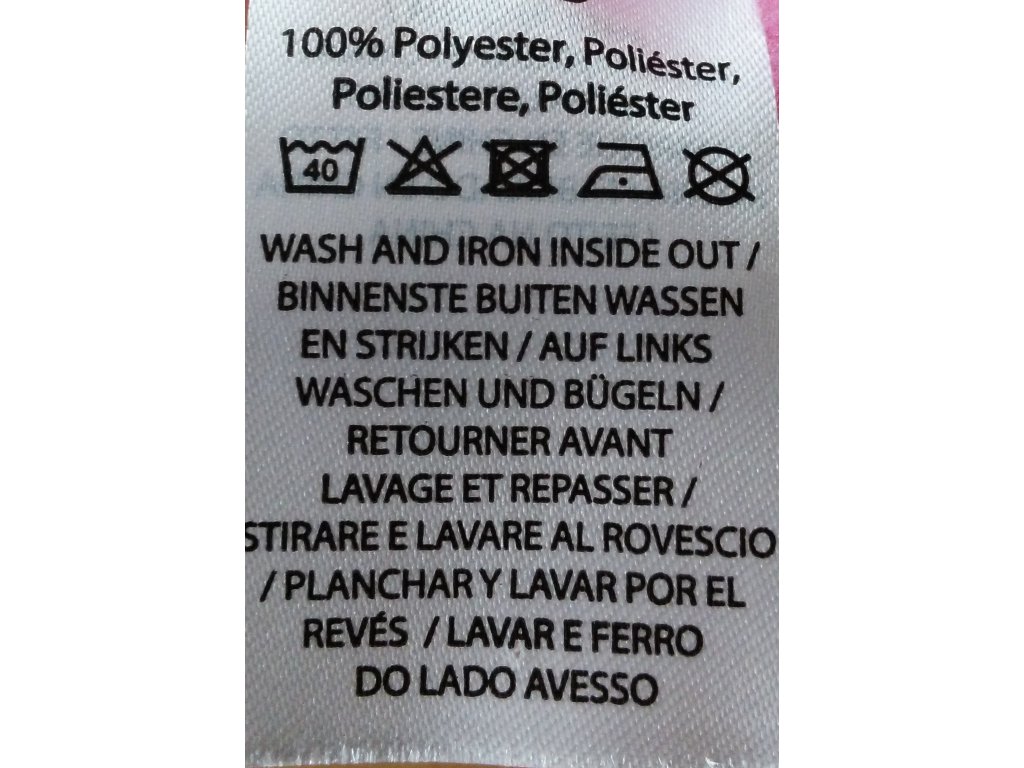 100% Polyester, Poliéster,
Poliestere, Poliéster
40
WASH AND IRON INSIDE OUT /
BINNENSTE BUITEN WASSEN
EN STRIJKEN / AUF LINKS
WASCHEN UND BÜGELN /
RETOURNER AVANT
LAVAGE ET REPASSER /
STIRARE E LAVARE AL ROVESCIO
/ PLANCHAR Y LAVAR POR EL
REVÉS / LAVAR E FERRO
DO LADO AVESSO